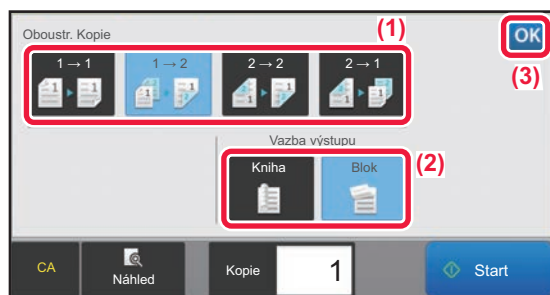 Oboustr. Kopie
(1)
OK
1 → 1
1 → 2
2 → 2
2 → 1
(3)
Vazba výstupu
Kniha
Blok
(2)
CA
Náhled
Kopie
1
Start